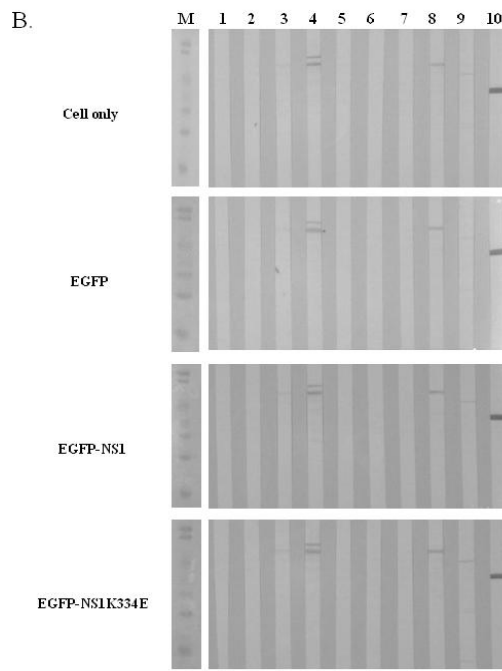 B.
M 1 2 3 4 5 6 7 8 9 10
Cell only
EGFP
EGFP-NS1
EGFP-NS1K334E